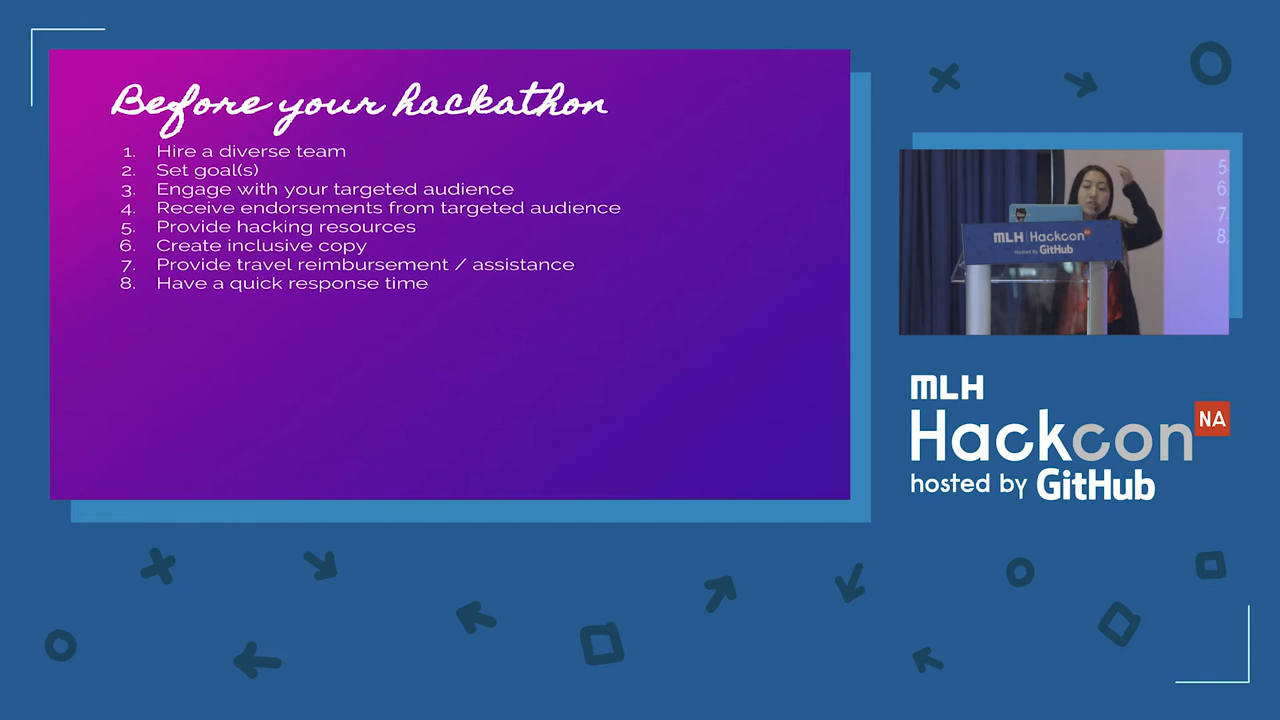 Before your hackathon
1. Hire a diverse team
2. Set goal(s)
3. Engage with your targeted audience
4. Receive endorsements from targeted audience
5. Provide hacking resources
6. Create inclusive copy
7. Provide travel reimbursement / assistance
8. Have a quick response time
5.
6.
7.
8.
MLH Hackcon NA
Hosted by GitHub
MLH
Hackcon NA
hosted by GitHub